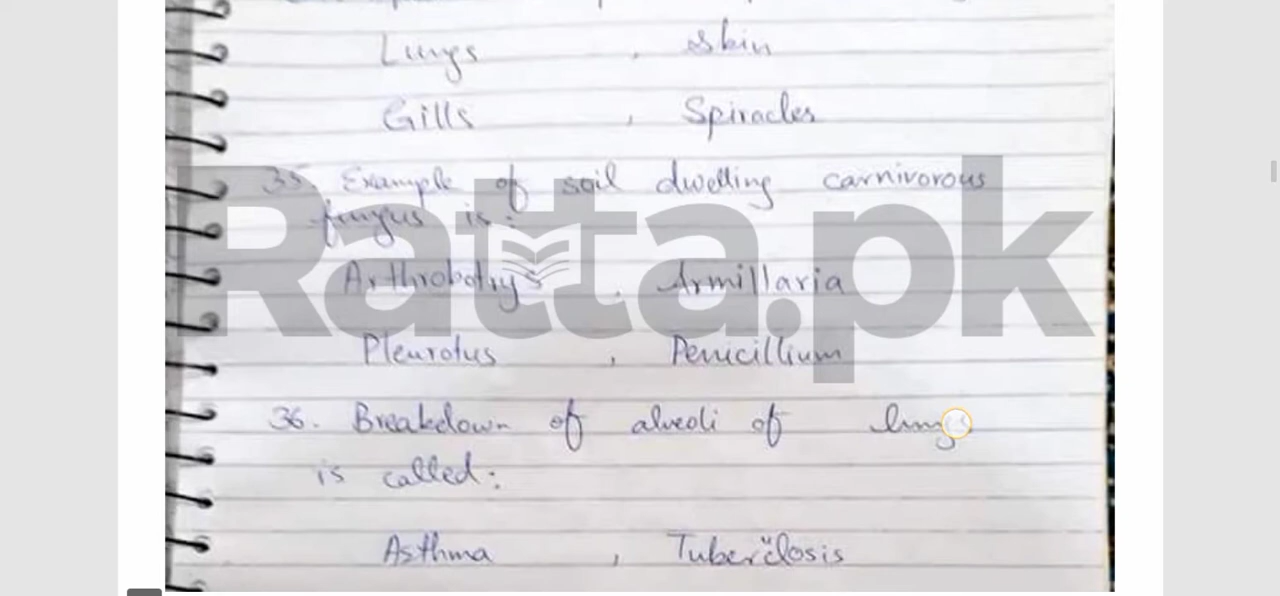 Lungs , Skin
Gills , Spiracles
35. Example of soil dwelling carnivorous
fungus is:
Arthrobotrys , Armillaria
Ratta.pk
Pleurotus , Penicillium
36. Breakdown of alveoli of lungs
is called:
Asthma , Tuberclosis